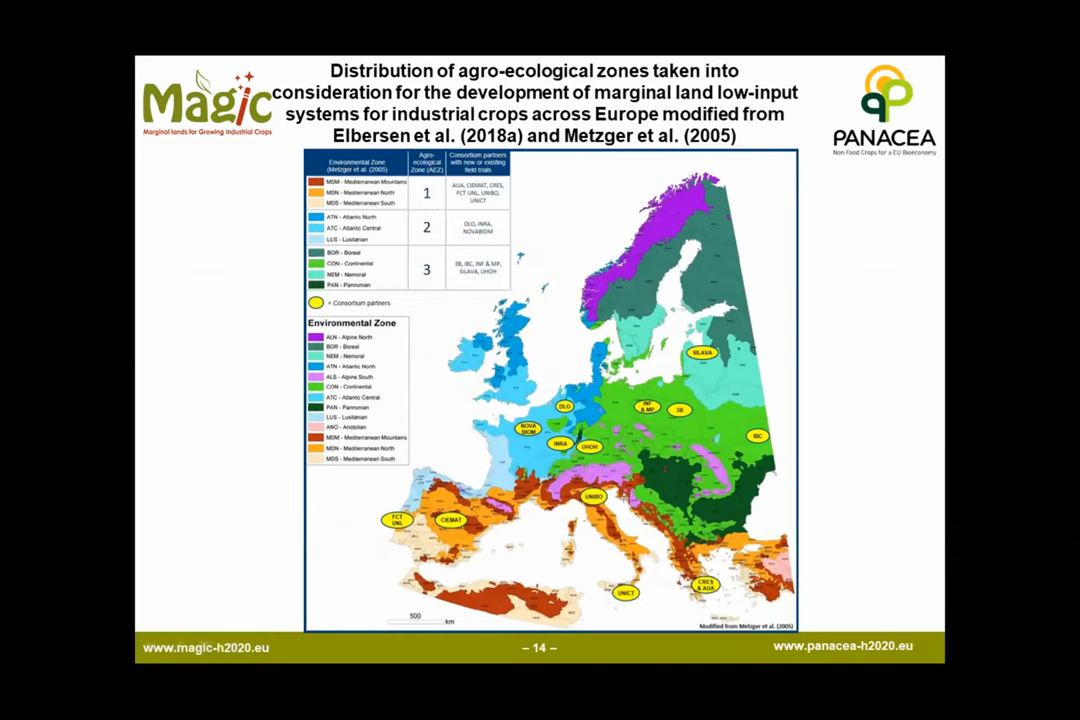 Distribution of agro-ecological zones taken into
consideration for the development of marginal land low-input
systems for industrial crops across Europe modified from
Elbersen et al. (2018a) and Metzger et al. (2005)
Magic
Marginal lands for Growing Industrial Crops
PANACEA
Non Food Crops for a EU Bioeconomy
Environmental Zone
(Metzger et al. 2005)
Agro-
ecological
Zone (AEZ)
Consortium partners
with new or existing
field trials
MDM - Mediterranean Mountains
MDN - Mediterranean North
MDS - Mediterranean South
1
AUA, CIEMAT, CRES,
FCT UNL, UNIBO,
UNICT
ATN - Atlantic North
ATC - Atlantic Central
LUS - Lusitanian
2
DLO, INRA,
NOVABIOM
BOR - Boreal
CON - Continental
NEM - Nemoral
PAN - Pannonian
3
3B, IBC, INF & MP,
SILAVA, UHOH
= Consortium partners
Environmental Zone
ALN - Alpine North
BOR - Boreal
NEM - Nemoral
ATN - Atlantic North
ALS - Alpine South
CON - Continental
ATC - Atlantic Central
PAN - Pannonian
LUS - Lusitanian
ANO - Anatolian
MDM - Mediterranean Mountains
MDN - Mediterranean North
MDS - Mediterranean South
SILAVA
DLO
INF
& MP
3B
NOVA
BIOM
INRA
UHOH
IBC
UNIBO
FCT
UNL
CIEMAT
UNICT
CRES
& AUA
500
km
Modified from Metzger et al. (2005)
www.magic-h2020.eu
– 14 –
www.panacea-h2020.eu